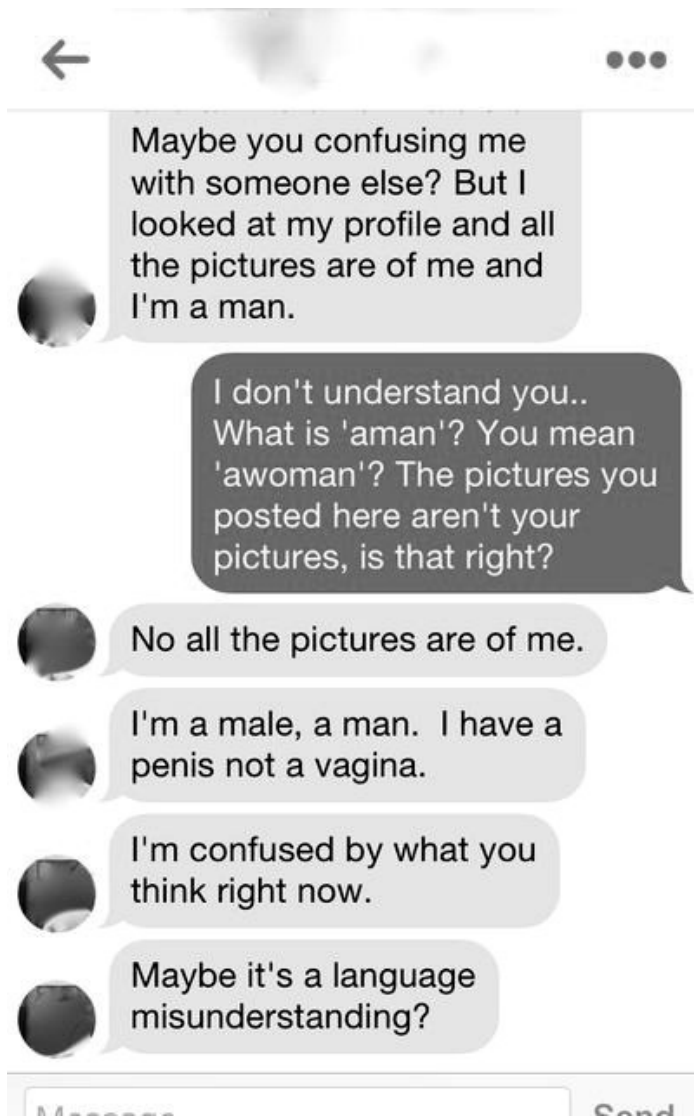 Maybe you confusing me
with someone else? But I
looked at my profile and all
the pictures are of me and
I'm a man.
I don't understand you..
What is 'aman'? You mean
'awoman'? The pictures you
posted here aren't your
pictures, is that right?
No all the pictures are of me.
I'm a male, a man.  I have a
penis not a vagina.
I'm confused by what you
think right now.
Maybe it's a language
misunderstanding?
Message
Send